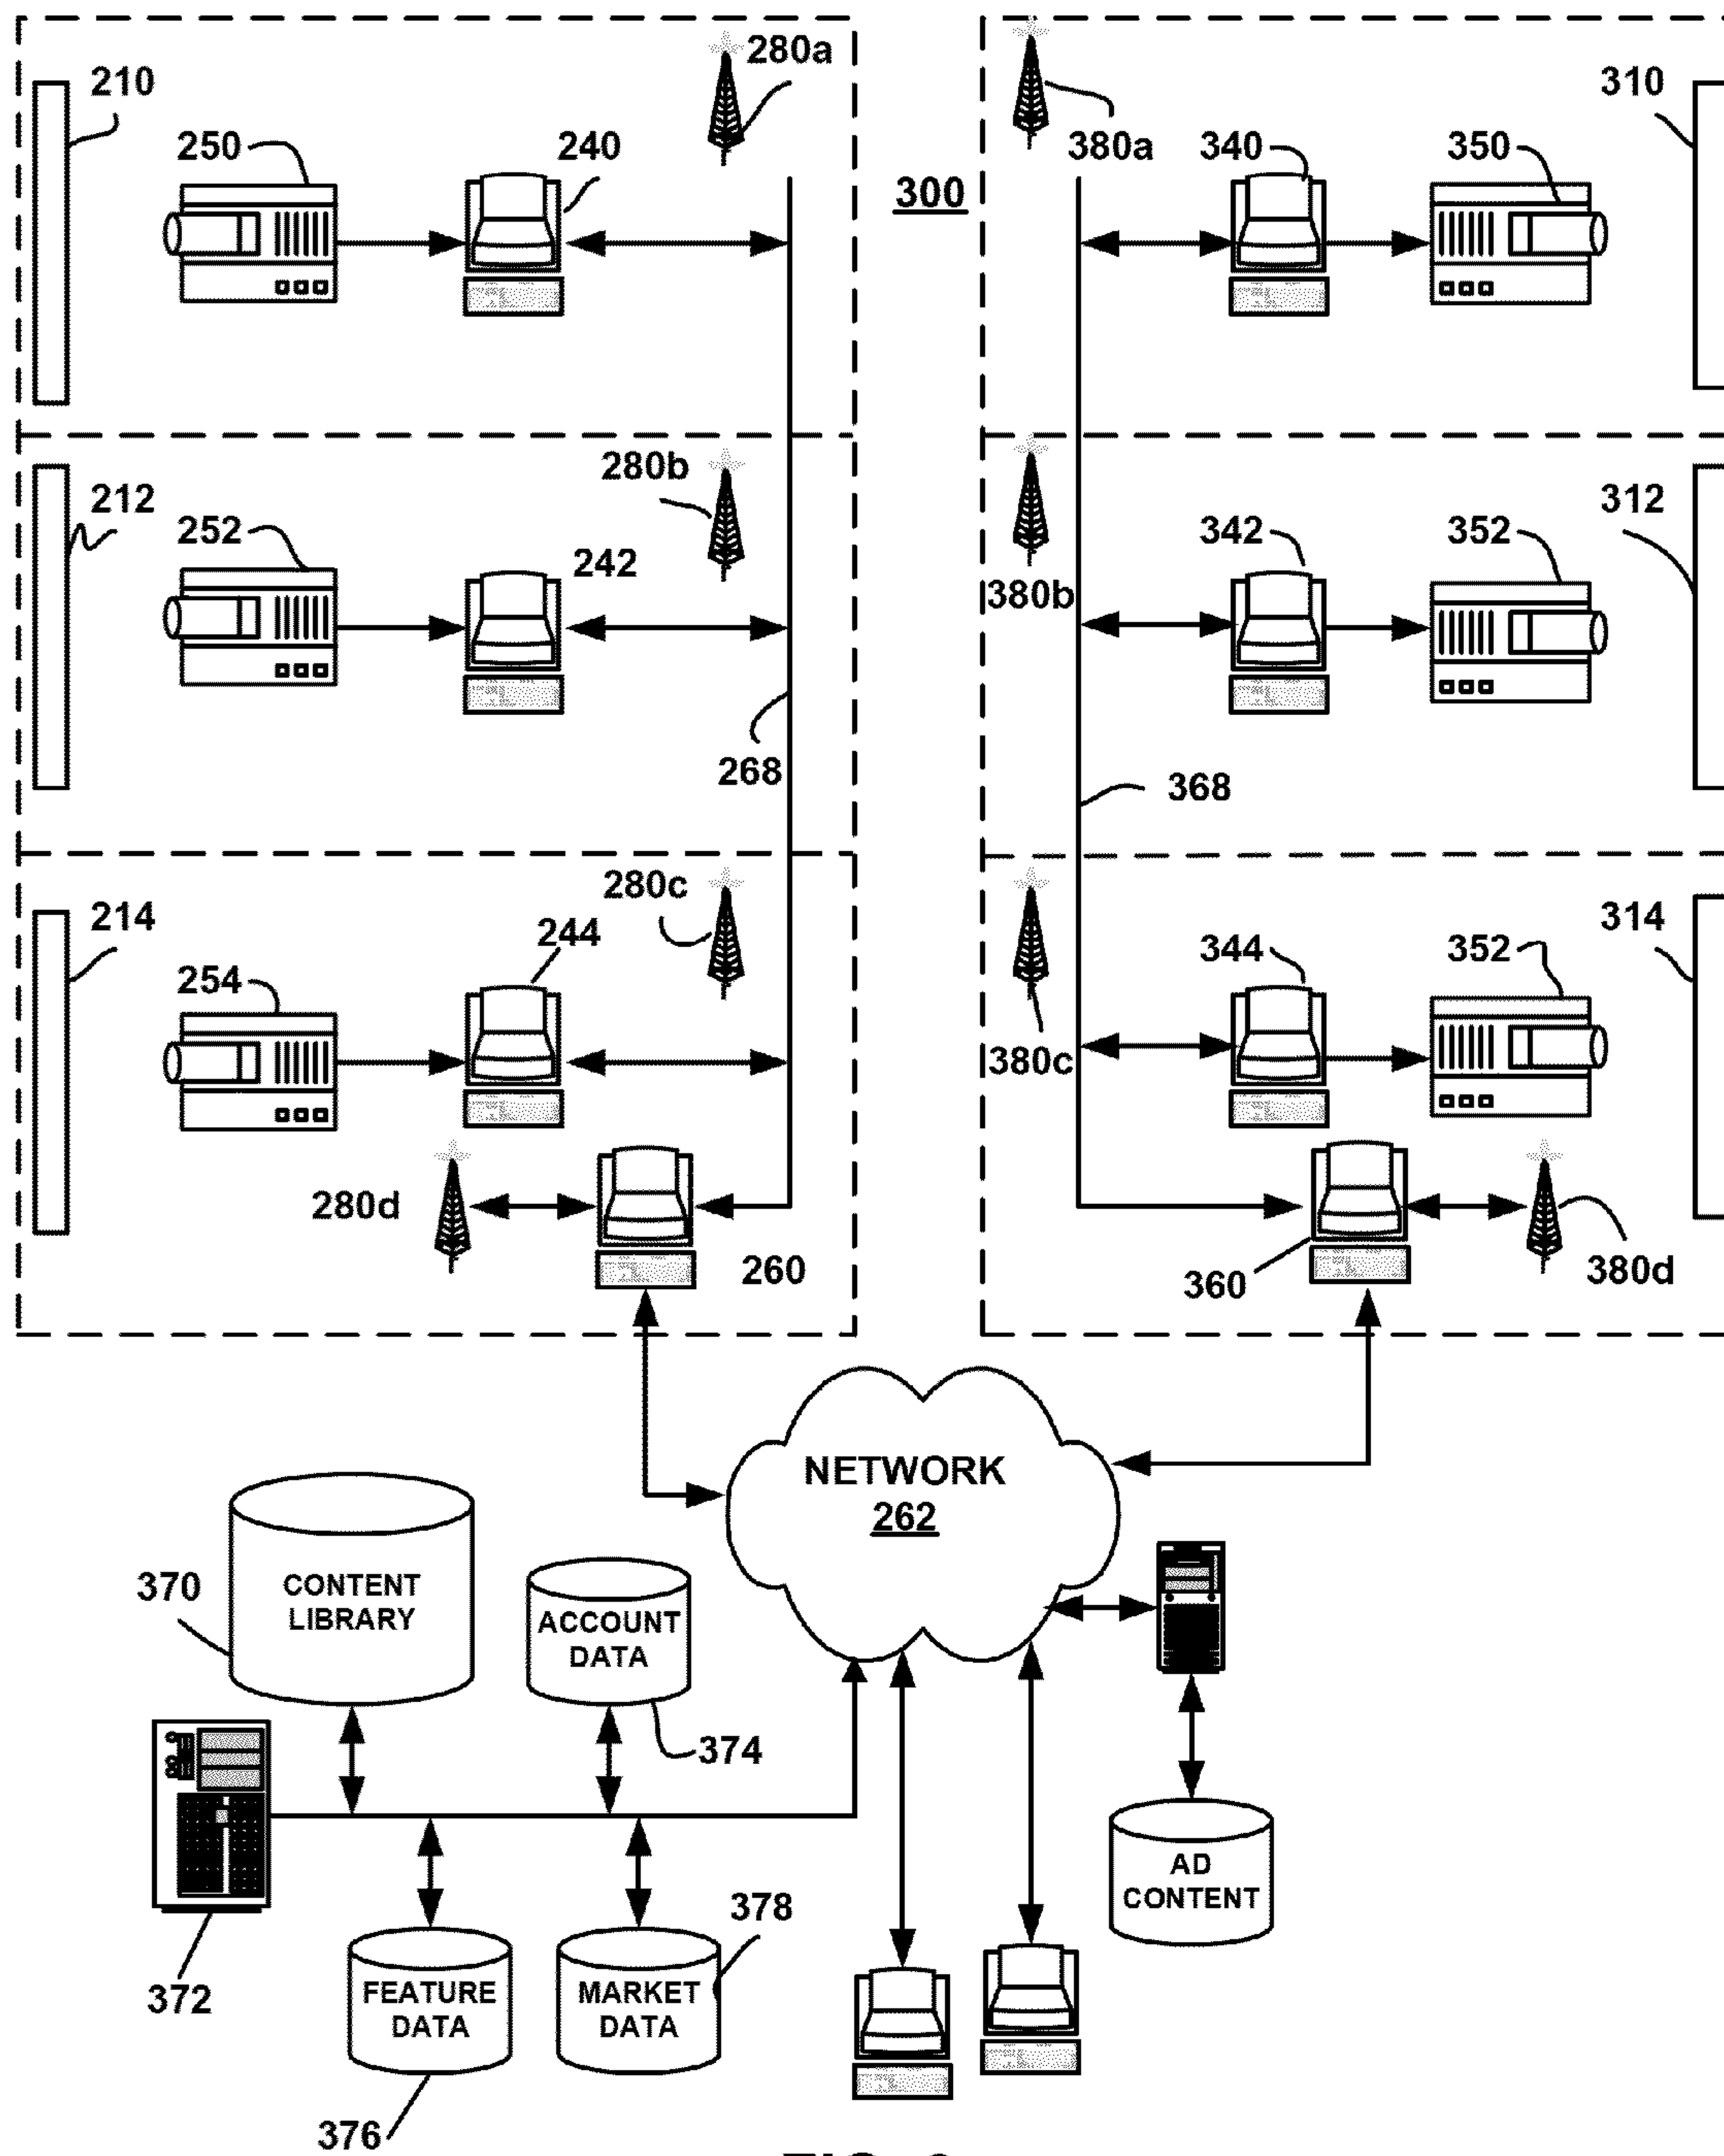 280a
210
250
240
300
380a
340
350
310
280b
212
252
242
268
380b
342
352
312
368
280c
214
244
254
280d
260
380c
344
352
314
360
380d
NETWORK
262
370
CONTENT
LIBRARY
ACCOUNT
DATA
374
AD
CONTENT
372
FEATURE
DATA
MARKET
DATA
378
376